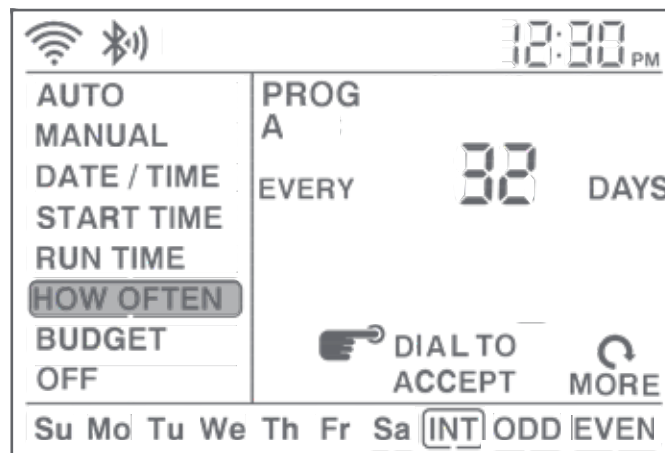 12:30 PM
AUTO
MANUAL
DATE / TIME
START TIME
RUN TIME
HOW OFTEN
BUDGET
OFF
PROG
A
EVERY 32 DAYS
DIAL TO
ACCEPT
MORE
Su Mo Tu We Th Fr Sa INT ODD EVEN